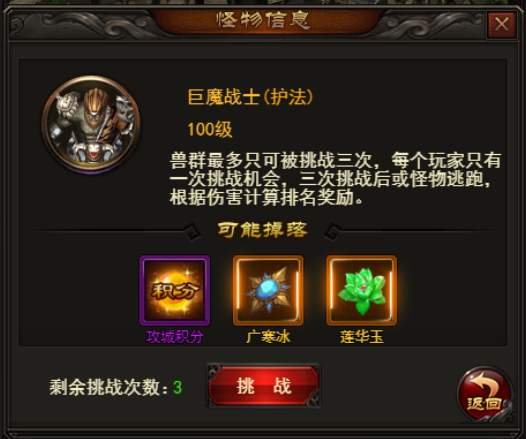 怪物信息
巨魔战士(护法)
100级
兽群最多只可被挑战三次，每个玩家只有
一次挑战机会，三次挑战后或怪物逃跑，
根据伤害计算排名奖励。
可能掉落
积分
攻城积分 广寒冰 莲华玉
剩余挑战次数:3 挑 战 返回